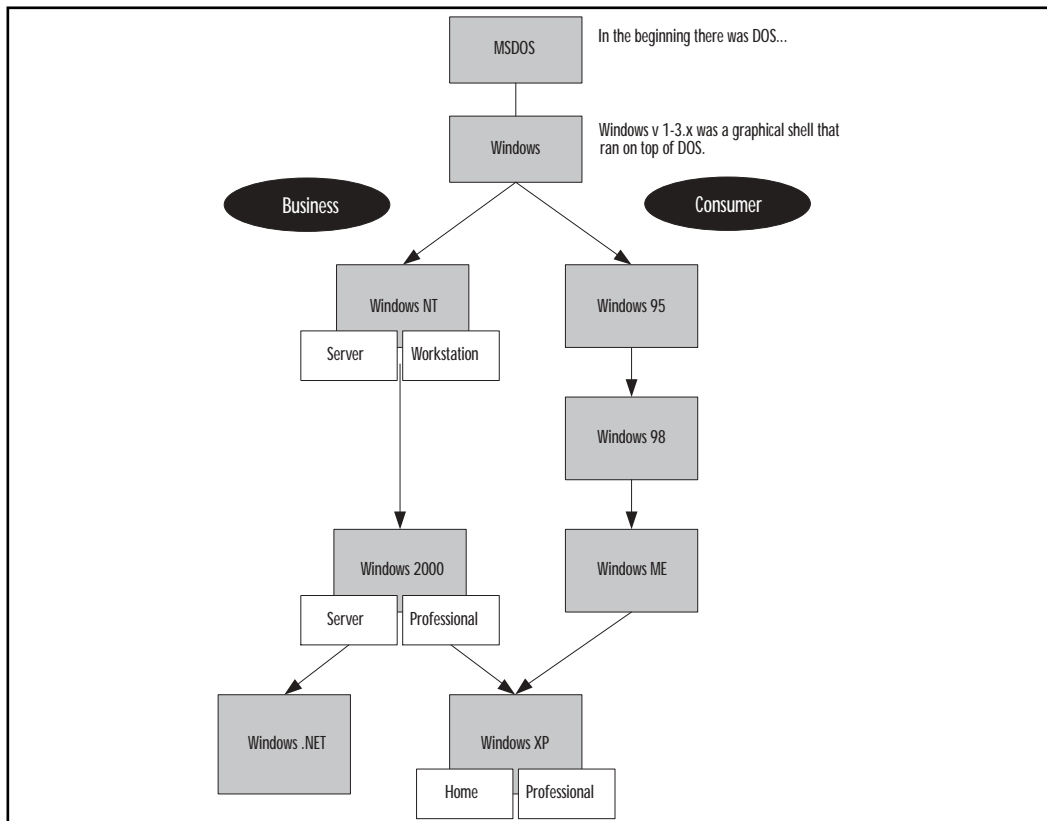 MSDOS
In the beginning there was DOS...
Windows
Windows v 1-3.x was a graphical shell that
ran on top of DOS.
Business
Consumer
Windows NT
Server
Workstation
Windows 95
Windows 98
Windows 2000
Server
Professional
Windows ME
Windows .NET
Windows XP
Home
Professional